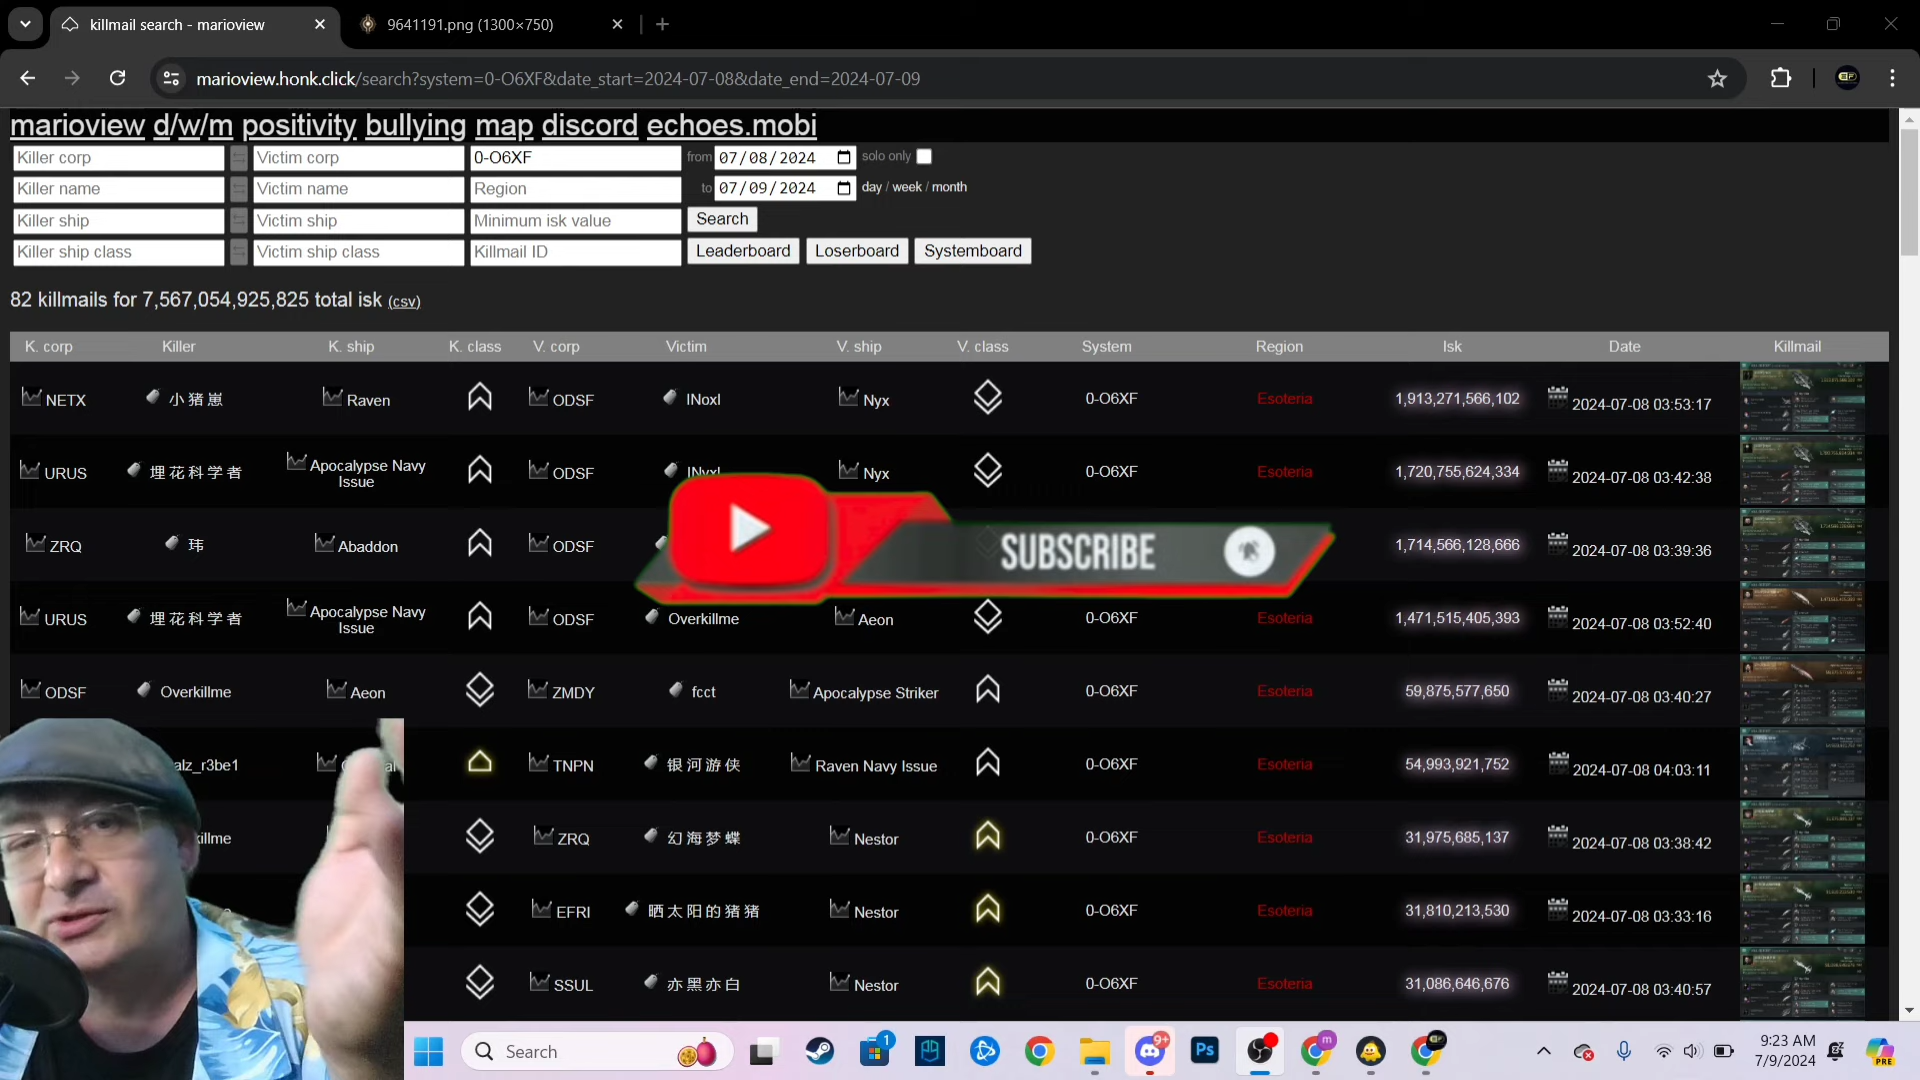 killmail search - marioview
9641191.png (1300×750)
marioview.honk.click/search?system=0-O6XF&date_start=2024-07-08&date_end=2024-07-09
marioview d/w/m positivity bullying map discord echoes.mobi
Killer corp Victim corp 0-O6XF from 07/08/2024 solo only
Killer name Victim name Region to 07/09/2024 day / week / month
Killer ship Victim ship Minimum isk value Search
Killer ship class Victim ship class Killmail ID Leaderboard Loserboard Systemboard
82 killmails for 7,567,054,925,825 total isk (csv)
K. corp Killer K. ship K. class V. corp Victim V. ship V. class System Region Isk Date Killmail
NETX 小猪崽 Raven ODSF INoxl Nyx 0-O6XF Esoteria 1,913,271,566,102 2024-07-08 03:53:17
URUS 埋花科学者 Apocalypse Navy Issue ODSF INyxl Nyx 0-O6XF Esoteria 1,720,755,624,334 2024-07-08 03:42:38
ZRQ 玮 Abaddon ODSF 0-O6XF Esoteria 1,714,566,128,666 2024-07-08 03:39:36
SUBSCRIBE
URUS 埋花科学者 Apocalypse Navy Issue ODSF Overkillme Aeon 0-O6XF Esoteria 1,471,515,405,393 2024-07-08 03:52:40
ODSF Overkillme Aeon ZMDY fcct Apocalypse Striker 0-O6XF Esoteria 59,875,577,650 2024-07-08 03:40:27
alz_r3be1 TNPN 银河游侠 Raven Navy Issue 0-O6XF Esoteria 54,993,921,752 2024-07-08 04:03:11
illme ZRQ 幻海梦蝶 Nestor 0-O6XF Esoteria 31,975,685,137 2024-07-08 03:38:42
EFRI 晒太阳的猪猪 Nestor 0-O6XF Esoteria 31,810,213,530 2024-07-08 03:33:16
SSUL 亦黑亦白 Nestor 0-O6XF Esoteria 31,086,646,676 2024-07-08 03:40:57
Search 1 9+ Ps m 9:23 AM
7/9/2024 PRE